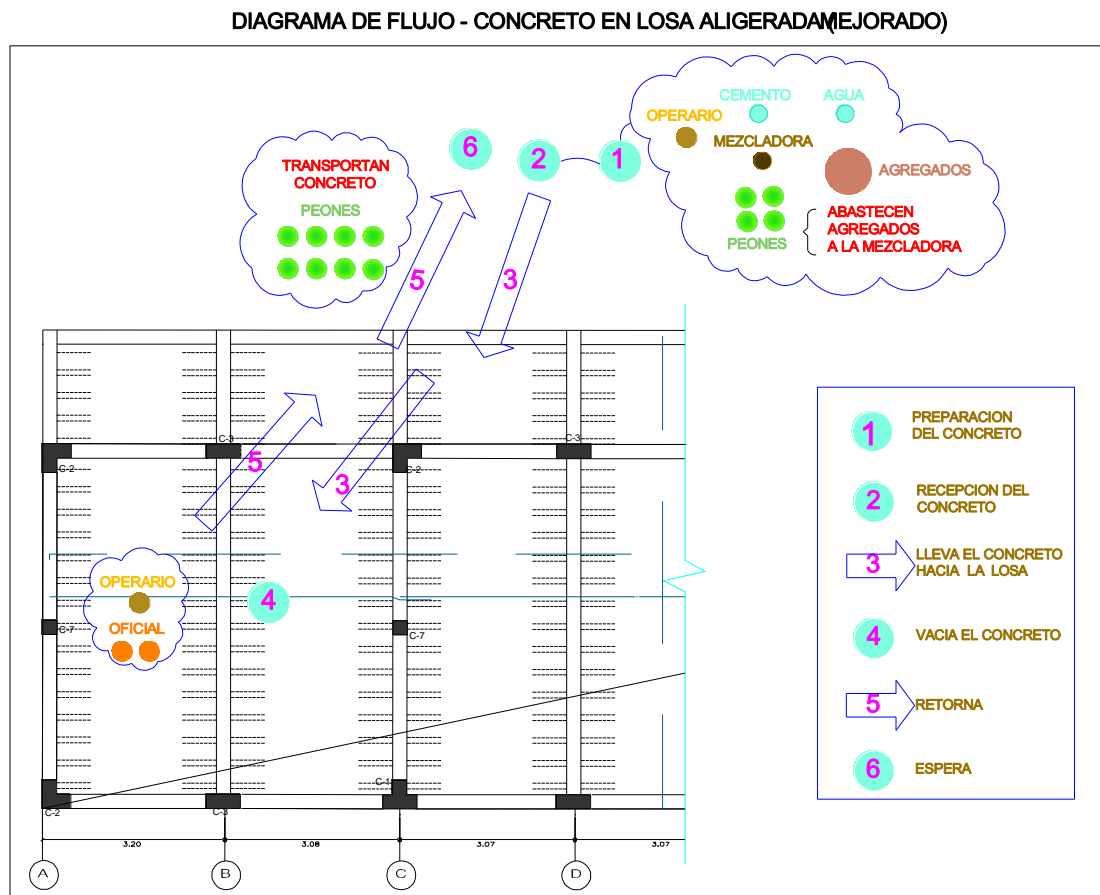 DIAGRAMA DE FLUJO - CONCRETO EN LOSA ALIGERADA(MEJORADO)
CEMENTO
AGUA
OPERARIO
MEZCLADORA
AGREGADOS
PEONES
ABASTECEN
AGREGADOS
A LA MEZCLADORA
6
2
1
TRANSPORTAN
CONCRETO
PEONES
5
3
5
3
C-3
C-3
C-2
C-2
OPERARIO
OFICIAL
4
C-7
C-7
C-1
C-2
C-3
3.20
3.08
3.07
3.07
A
B
C
D
1
PREPARACION
DEL CONCRETO
2
RECEPCION DEL
CONCRETO
3
LLEVA EL CONCRETO
HACIA LA LOSA
4
VACIA EL CONCRETO
5
RETORNA
6
ESPERA